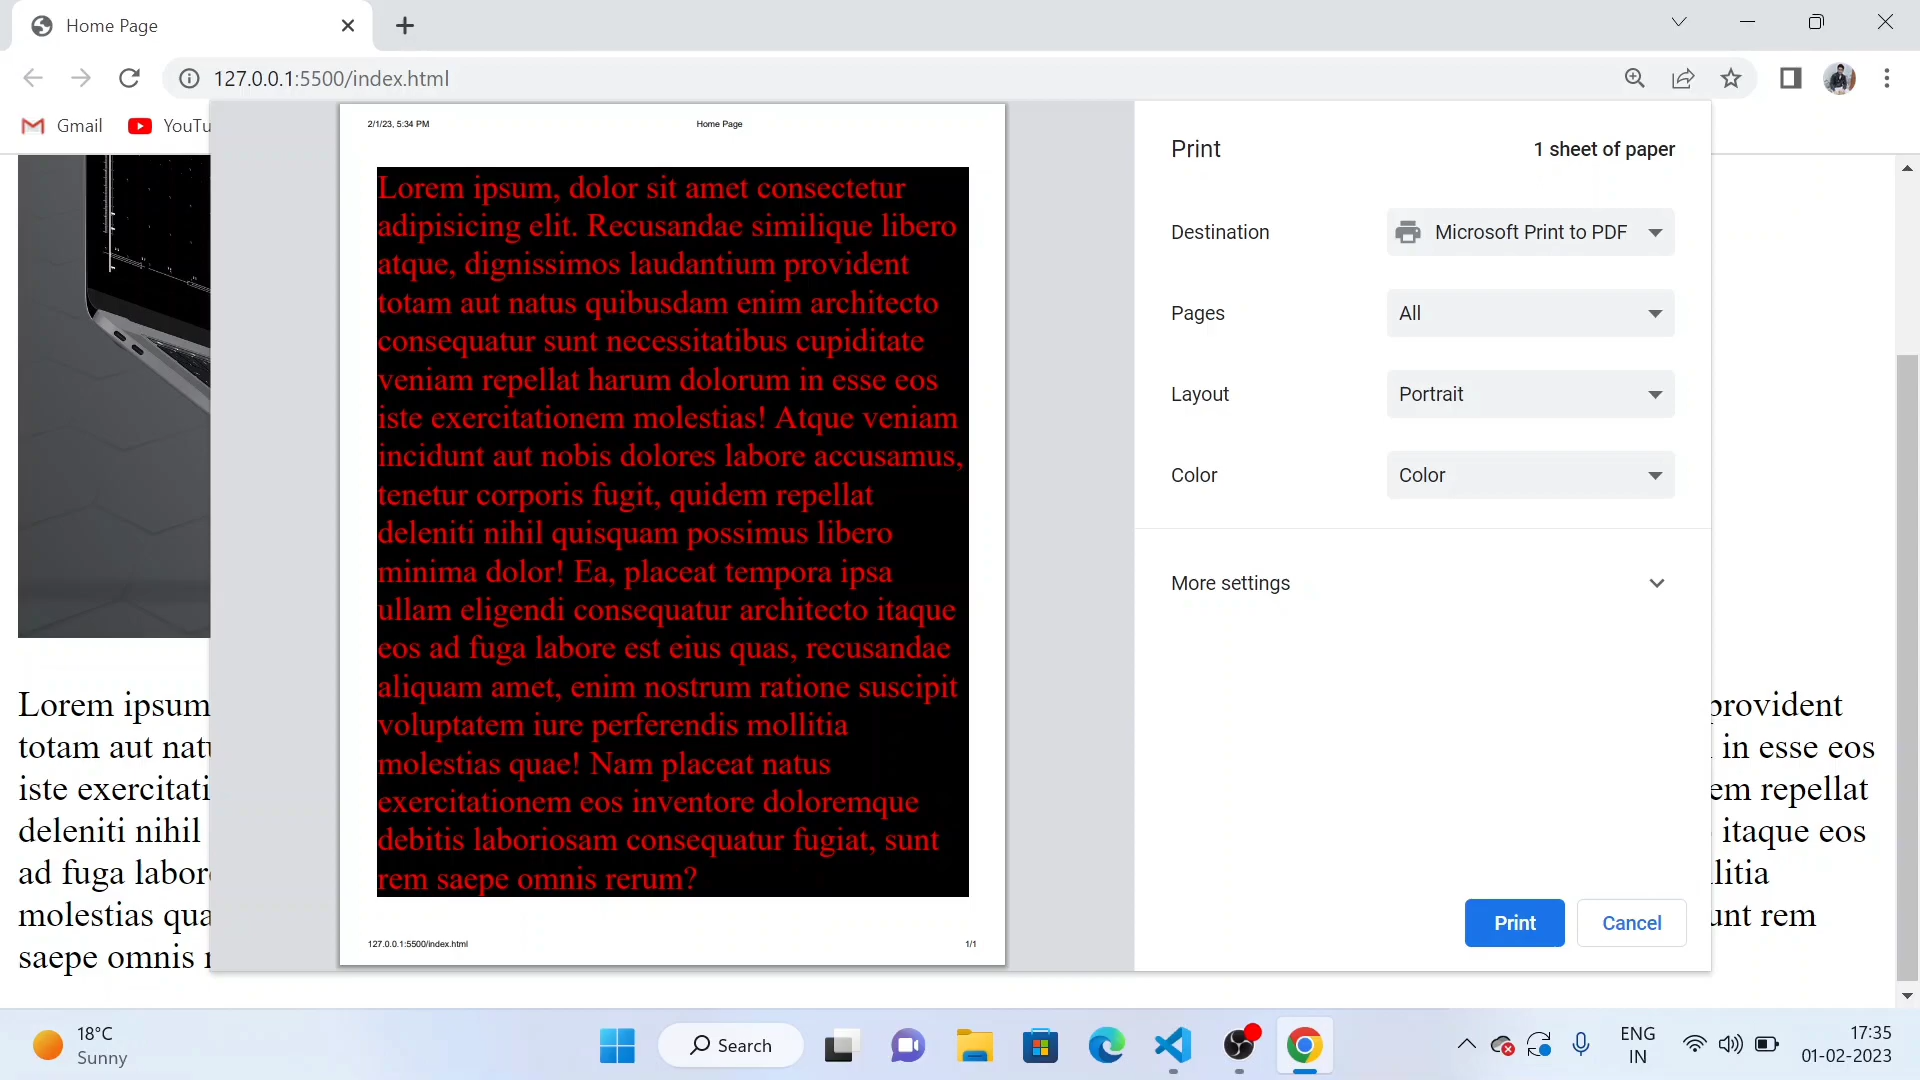 Home Page
127.0.0.1:5500/index.html
Gmail
YouTu
2/1/23, 5:34 PM
Home Page
Lorem ipsum, dolor sit amet consectetur
adipisicing elit. Recusandae similique libero
atque, dignissimos laudantium provident
totam aut natus quibusdam enim architecto
consequatur sunt necessitatibus cupiditate
veniam repellat harum dolorum in esse eos
iste exercitationem molestias! Atque veniam
incidunt aut nobis dolores labore accusamus,
tenetur corporis fugit, quidem repellat
deleniti nihil quisquam possimus libero
minima dolor! Ea, placeat tempora ipsa
ullam eligendi consequatur architecto itaque
eos ad fuga labore est eius quas, recusandae
aliquam amet, enim nostrum ratione suscipit
voluptatem iure perferendis mollitia
molestias quae! Nam placeat natus
exercitationem eos inventore doloremque
debitis laboriosam consequatur fugiat, sunt
rem saepe omnis rerum?
127.0.0.1:5500/index.html
1/1
Print
1 sheet of paper
Destination
Microsoft Print to PDF
Pages
All
Layout
Portrait
Color
Color
More settings
Print
Cancel
Lorem ipsum
totam aut natu
iste exercitati
deleniti nihil
ad fuga labor
molestias qua
saepe omnis
provident
in esse eos
em repellat
itaque eos
litia
unt rem
18°C
Sunny
Search
ENG
IN
17:35
01-02-2023